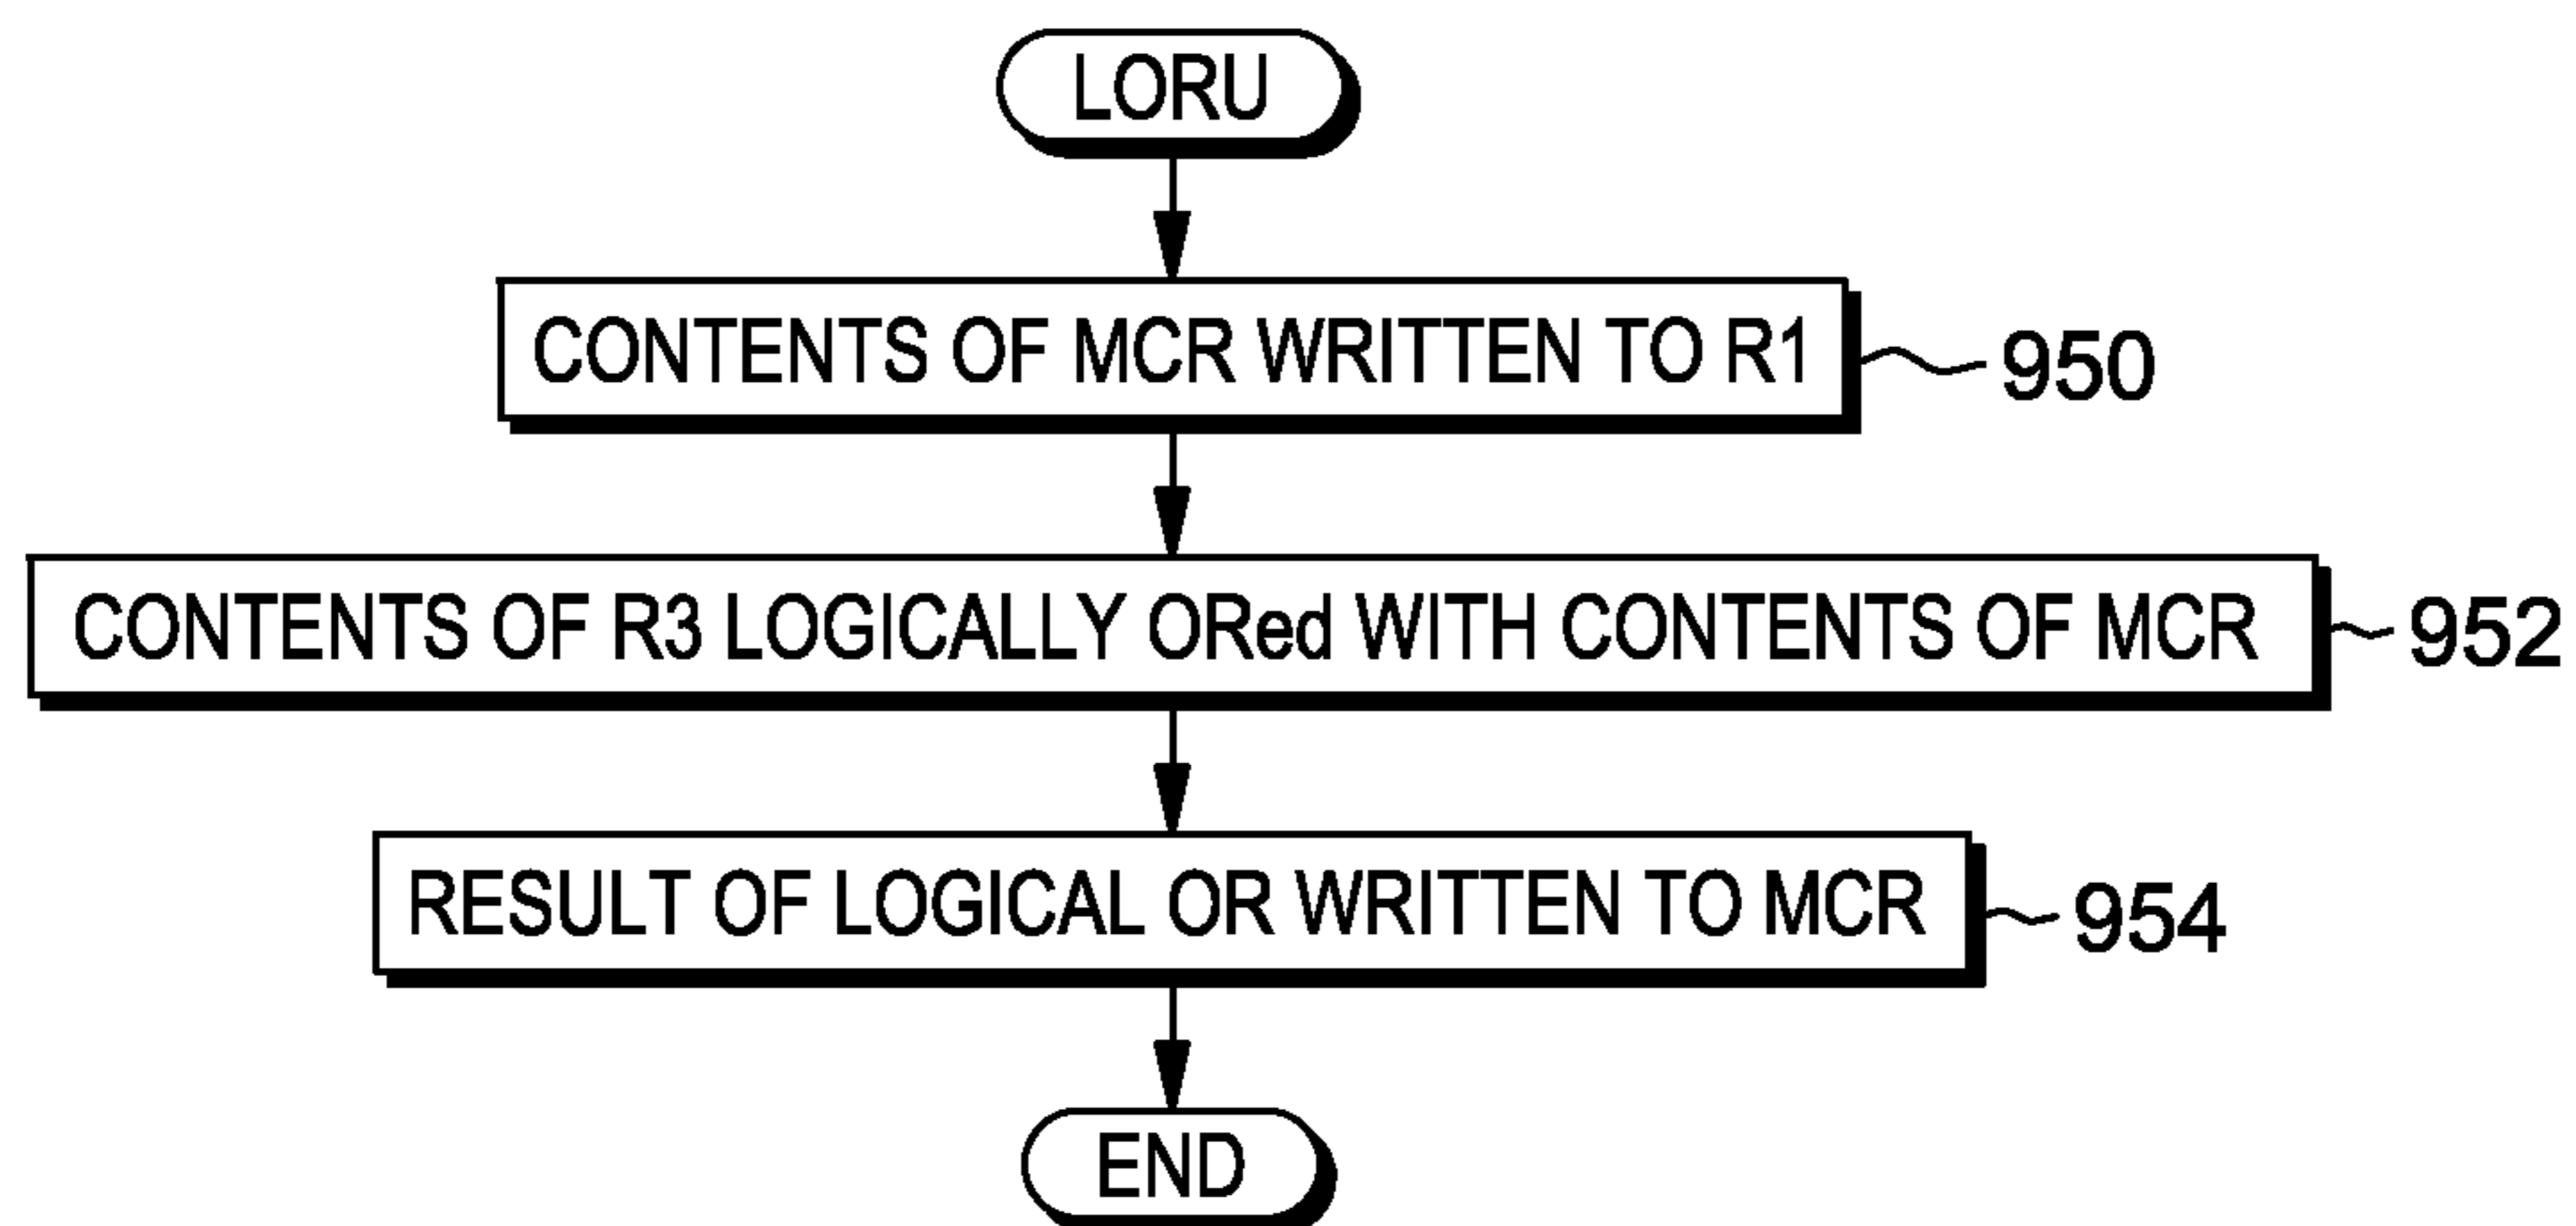 LORU
CONTENTS OF MCR WRITTEN TO R1
950
CONTENTS OF R3 LOGICALLY ORed WITH CONTENTS OF MCR
952
RESULT OF LOGICAL OR WRITTEN TO MCR
954
END